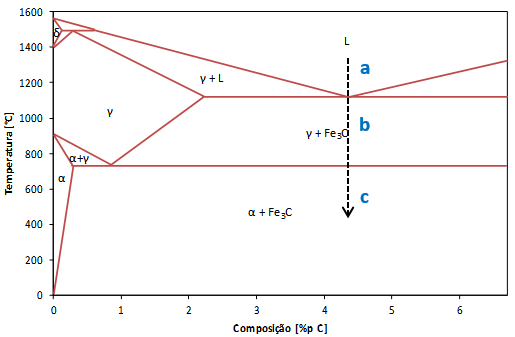 1600
1400
1200
1000
800
600
400
200
0
Temperatura [°C]
δ
L
a
γ + L
γ
b
γ + Fe₃C
α+γ
α
c
α + Fe₃C
0 1 2 3 4 5 6
Composição [%p C]